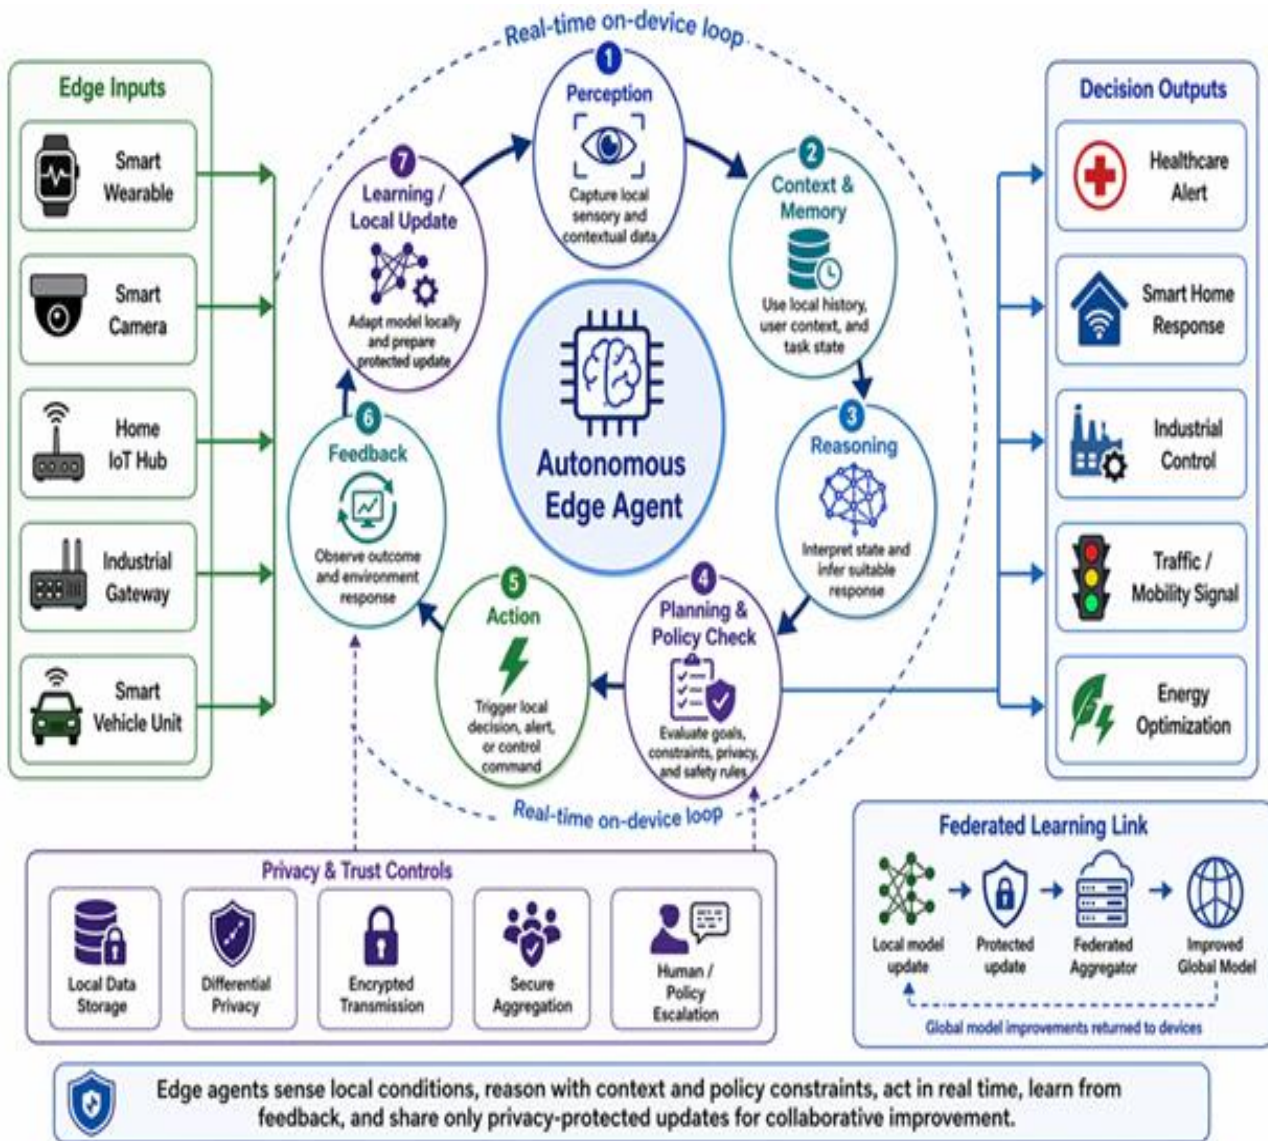 Real-time on-device loop
Edge Inputs
Smart
Wearable
Smart
Camera
Home
IoT Hub
Industrial
Gateway
Smart
Vehicle Unit
1
Perception
Capture local
sensory and
contextual data
2
Context &
Memory
Use local history,
user context, and
task state
3
Reasoning
Interpret state and
infer suitable
response
4
Planning &
Policy Check
Evaluate goals,
constraints, privacy,
and safety rules
5
Action
Trigger local
decision, alert,
or control
command
6
Feedback
Observe outcome
and environment
response
7
Learning /
Local Update
Adapt model locally
and prepare
protected update
Autonomous
Edge Agent
Real-time on-device loop
Decision Outputs
Healthcare
Alert
Smart Home
Response
Industrial
Control
Traffic /
Mobility Signal
Energy
Optimization
Privacy & Trust Controls
Local Data
Storage
Differential
Privacy
Encrypted
Transmission
Secure
Aggregation
Human /
Policy
Escalation
Federated Learning Link
Local model
update
Protected
update
Federated
Aggregator
Improved
Global Model
Global model improvements returned to devices
Edge agents sense local conditions, reason with context and policy constraints, act in real time, learn from
feedback, and share only privacy-protected updates for collaborative improvement.